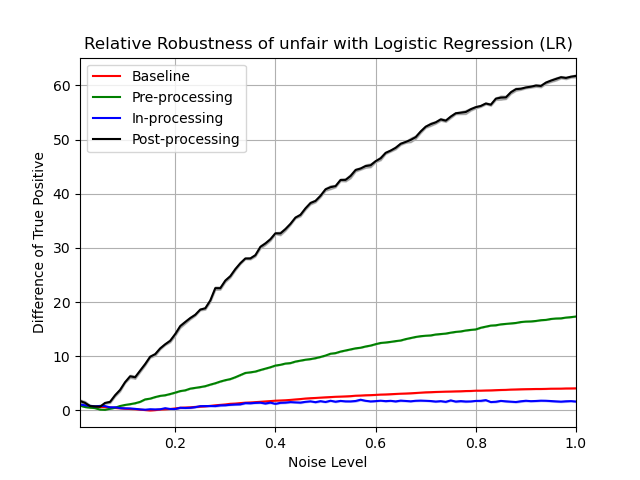 Relative Robustness of unfair with Logistic Regression (LR)
Baseline
Pre-processing
In-processing
Post-processing
Difference of True Positive
60
50
40
30
20
10
0
0.2
0.4
0.6
0.8
1.0
Noise Level